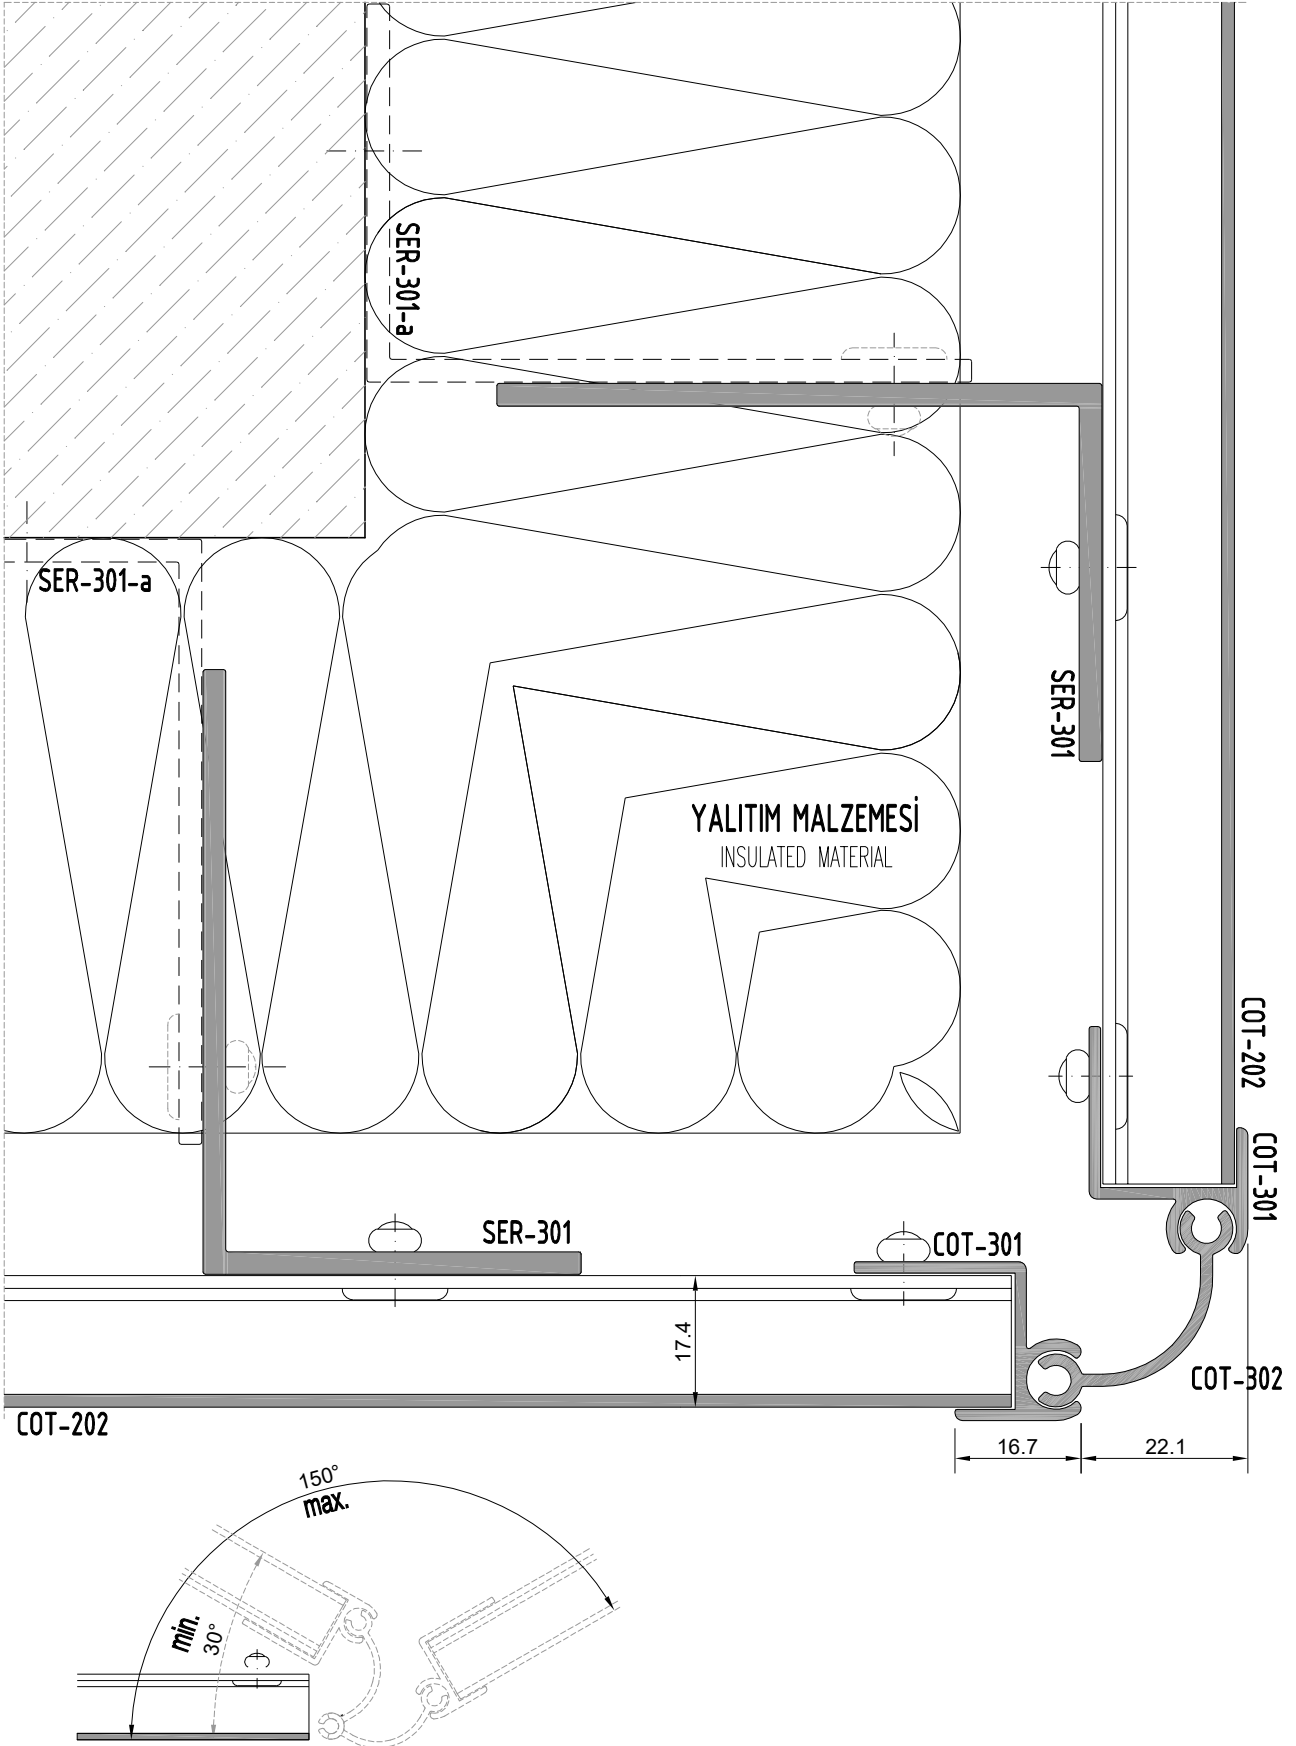 SER-301-a
SER-301-a
SER-301
YALITIM MALZEMESİ
INSULATED MATERIAL
COT-202
COT-301
SER-301
COT-301
17.4
COT-302
COT-202
16.7
22.1
150°
max.
min.
30°